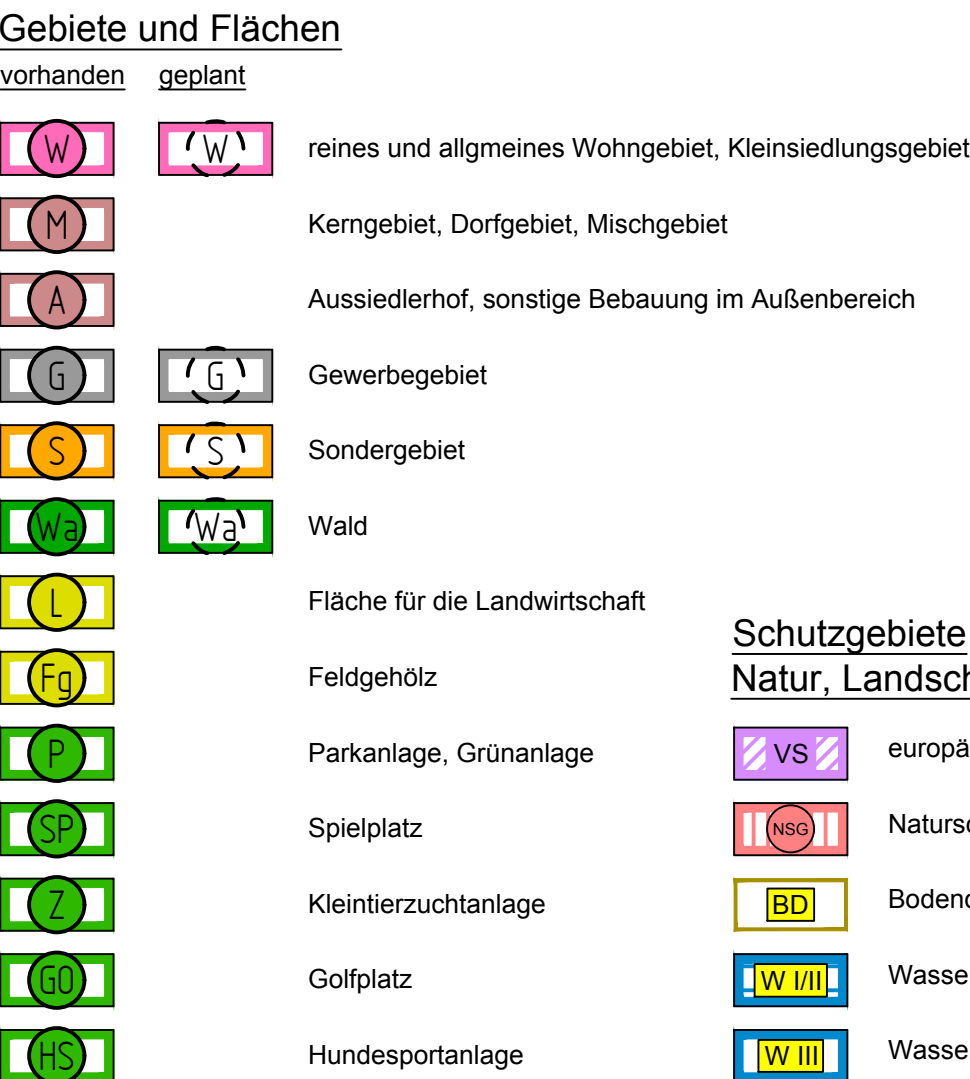 Gebiete und Flächen
vorhanden geplant
W W reines und allgmeines Wohngebiet, Kleinsiedlungsgebiet
M Kerngebiet, Dorfgebiet, Mischgebiet
A Aussiedlerhof, sonstige Bebauung im Außenbereich
G G Gewerbegebiet
S S Sondergebiet
Wa Wa Wald
L Fläche für die Landwirtschaft
Fg Feldgehölz
P Parkanlage, Grünanlage
SP Spielplatz
Z Kleintierzuchtanlage
GO Golfplatz
HS Hundesportanlage
Schutzgebiete
Natur, Landsch
VS europä
NSG Naturs
BD Boden
W I/II Wasse
W III Wasse